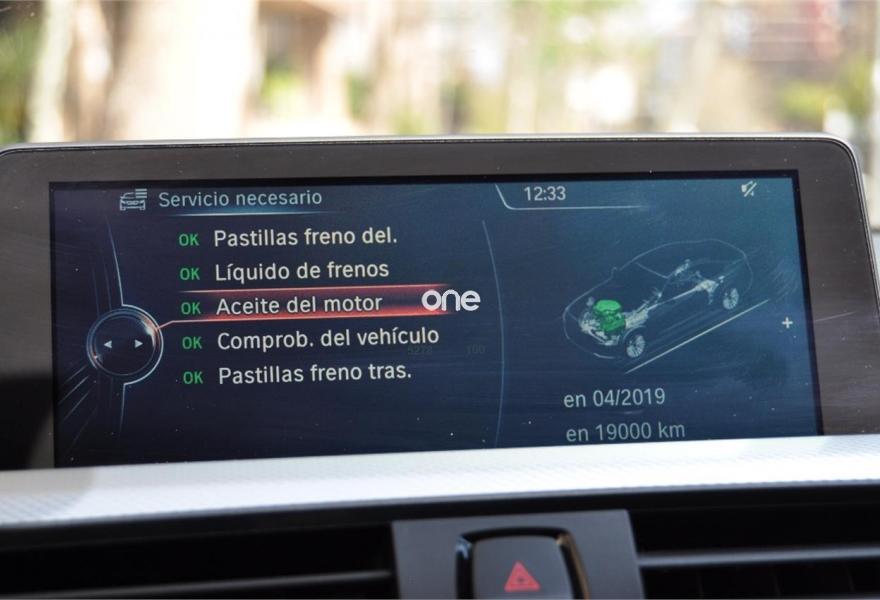 Servicio necesario
12:33
OK Pastillas freno del.
OK Líquido de frenos
OK Aceite del motor
one
OK Comprob. del vehículo
OK Pastillas freno tras.
en 04/2019
en 19000 km